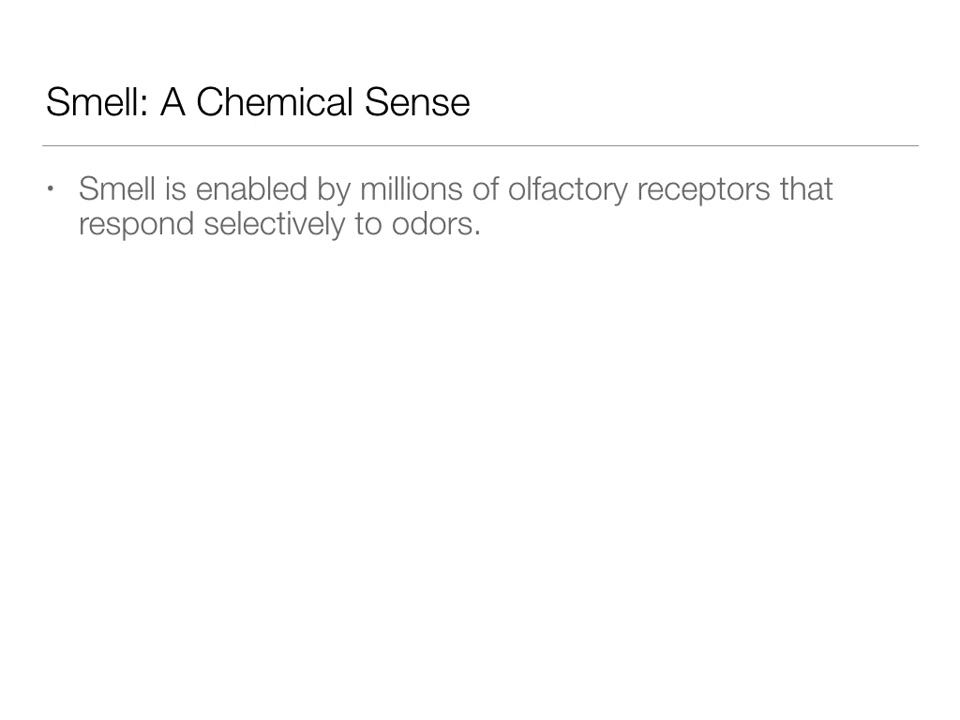 Smell: A Chemical Sense
• Smell is enabled by millions of olfactory receptors that
respond selectively to odors.